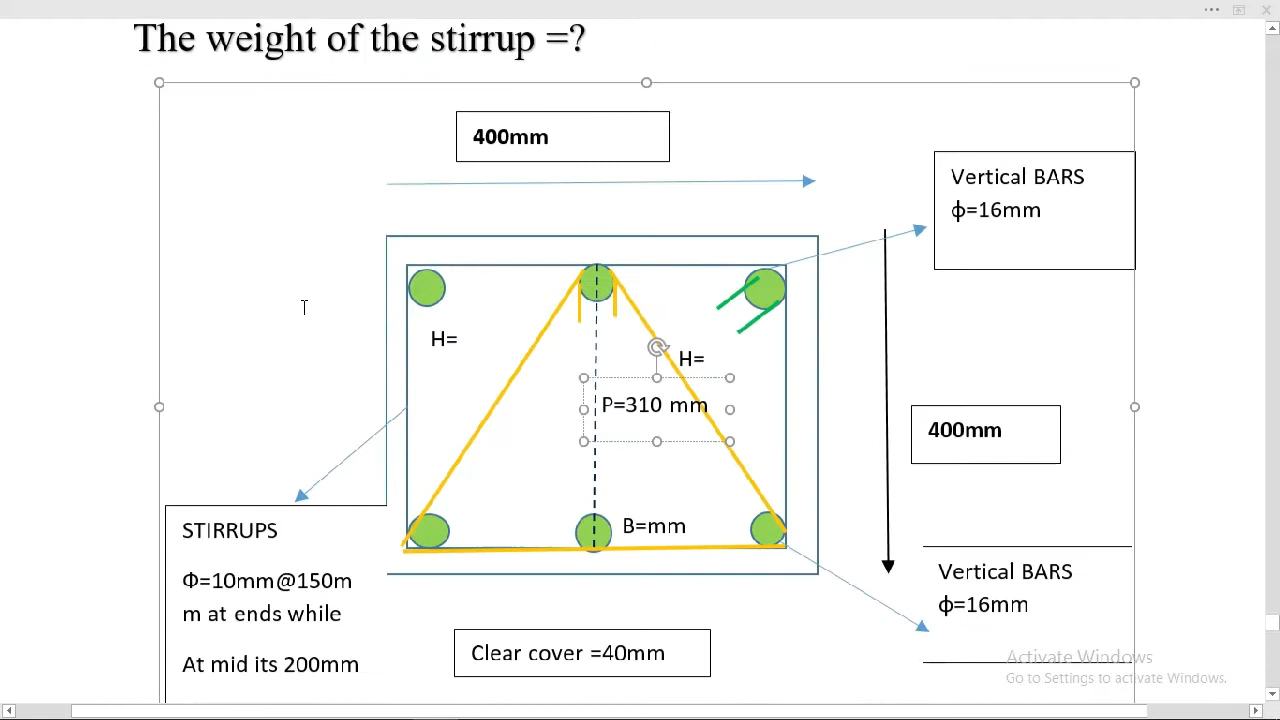 The weight of the stirrup =?
400mm
Vertical BARS
ϕ=16mm
H=
H=
P=310 mm
400mm
B=mm
STIRRUPS
Φ=10mm@150m
m at ends while
At mid its 200mm
Vertical BARS
ϕ=16mm
Clear cover =40mm
Activate Windows
Go to Settings to activate Windows.